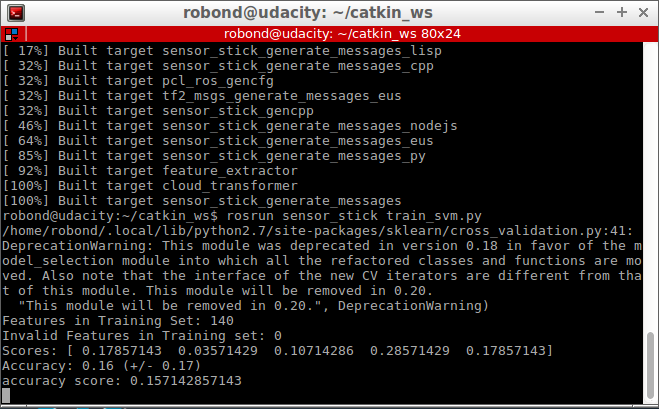 robond@udacity: ~/catkin_ws
robond@udacity: ~/catkin_ws 80x24
[ 17%] Built target sensor_stick_generate_messages_lisp
[ 32%] Built target sensor_stick_generate_messages_cpp
[ 32%] Built target pcl_ros_gencfg
[ 32%] Built target tf2_msgs_generate_messages_eus
[ 32%] Built target sensor_stick_gencpp
[ 46%] Built target sensor_stick_generate_messages_nodejs
[ 64%] Built target sensor_stick_generate_messages_eus
[ 85%] Built target sensor_stick_generate_messages_py
[ 92%] Built target feature_extractor
[100%] Built target cloud_transformer
[100%] Built target sensor_stick_generate_messages
robond@udacity:~/catkin_ws$ rosrun sensor_stick train_svm.py
/home/robond/.local/lib/python2.7/site-packages/sklearn/cross_validation.py:41:
DeprecationWarning: This module was deprecated in version 0.18 in favor of the m
odel_selection module into which all the refactored classes and functions are mo
ved. Also note that the interface of the new CV iterators are different from tha
t of this module. This module will be removed in 0.20.
  "This module will be removed in 0.20.", DeprecationWarning)
Features in Training Set: 140
Invalid Features in Training set: 0
Scores: [ 0.17857143  0.03571429  0.10714286  0.28571429  0.17857143]
Accuracy: 0.16 (+/- 0.17)
accuracy score: 0.157142857143